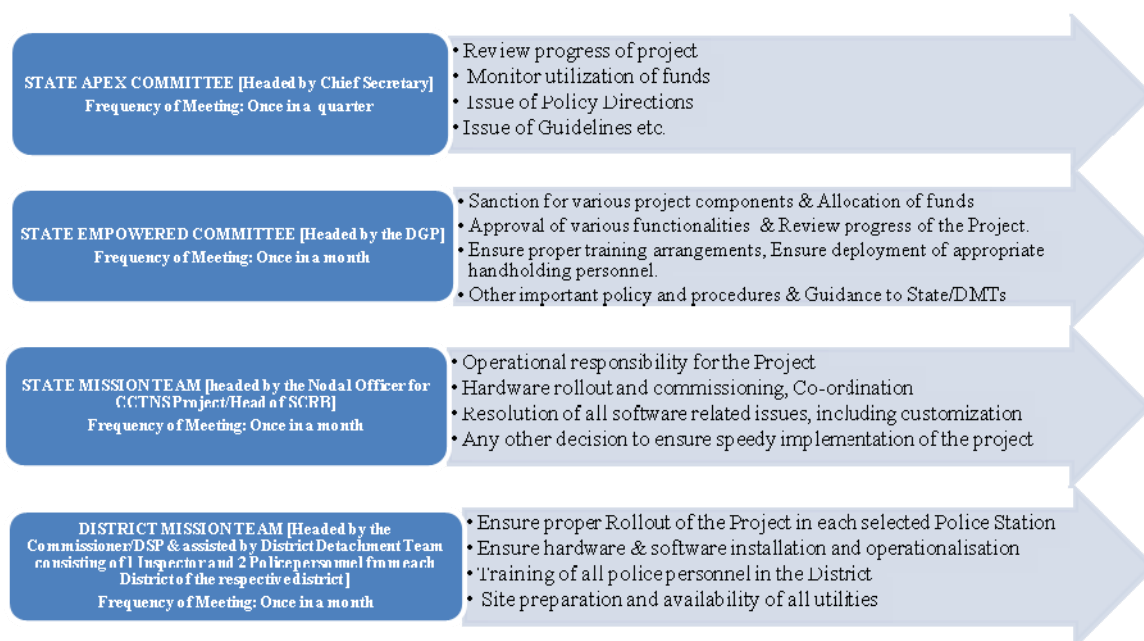 STATE APEX COMMITTEE [Headed by Chief Secretary]
Frequency of Meeting: Once in a quarter
• Review progress of project
• Monitor utilization of funds
• Issue of Policy Directions
• Issue of Guidelines etc.
STATE EMPOWERED COMMITTEE [Headed by the DGP]
Frequency of Meeting: Once in a month
• Sanction for various project components & Allocation of funds
• Approval of various functionalities & Review progress of the Project.
• Ensure proper training arrangements, Ensure deployment of appropriate
handholding personnel.
• Other important policy and procedures & Guidance to State/DMTs
STATE MISSION TEAM [headed by the Nodal Officer for
CCTNS Project/Head of SCRB]
Frequency of Meeting: Once in a month
• Operational responsibility for the Project
• Hardware rollout and commissioning, Co-ordination
• Resolution of all software related issues, including customization
• Any other decision to ensure speedy implementation of the project
DISTRICT MISSION TEAM [Headed by the
Commissioner/DSP & assisted by District Detachment Team
consisting of 1 Inspector and 2 Police personnel from each
District of the respective district]
Frequency of Meeting: Once in a month
• Ensure proper Rollout of the Project in each selected Police Station
• Ensure hardware & software installation and operationalisation
• Training of all police personnel in the District
• Site preparation and availability of all utilities